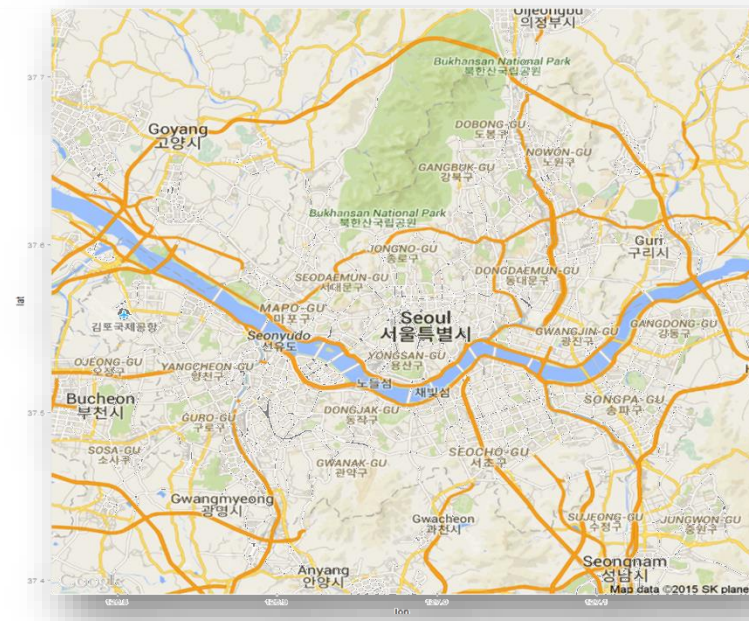 Uijeongbu
의정부시
37.7
Bukhansan National Park
북한산국립공원
Goyang
고양시
DOBONG-GU
도봉구
NOWON-GU
노원구
GANGBUK-GU
강북구
Bukhansan National Park
북한산국립공원
37.6
JONGNO-GU
종로구
Guri
구리시
SEODAEMUN-GU
서대문구
DONGDAEMUN-GU
동대문구
lat
MAPO-GU
마포구
Seoul
서울특별시
김포국제공항
Seonyudo
선유도
GWANGJIN-GU
광진구
GANGDONG-GU
강동구
OJEONG-GU
오정구
YANGCHEON-GU
양천구
YONGSAN-GU
용산구
노들섬
채빛섬
Bucheon
부천시
SONGPA-GU
송파구
GURO-GU
구로구
DONGJAK-GU
동작구
SOSA-GU
소사구
SEOCHO-GU
서초구
GWANAK-GU
관악구
Gwangmyeong
광명시
Gwacheon
과천시
SUJEONG-GU
수정구
JUNGWON-GU
중원구
Anyang
안양시
Seongnam
성남시
Google
Map data ©2015 SK plane
lon